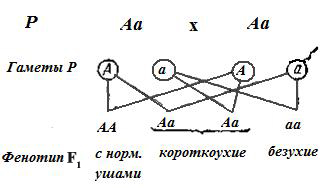 P Aa x Aa
Гаметы P A a A a
AA Aa Aa aa
Фенотип F1 с норм. короткоухие безухие
ушами